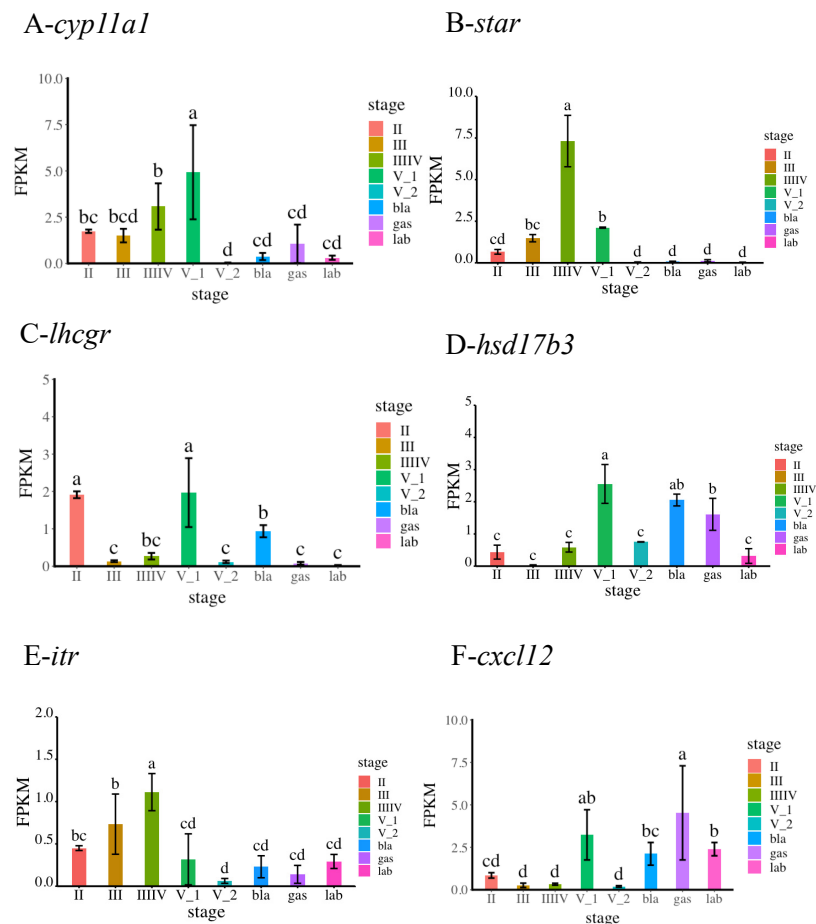 A-cyp11a1
10.0
7.5
5.0
2.5
0.0
FPKM
bc
bcd
b
a
d
cd
cd
cd
II
III
IIIIV
V_1
V_2
bla
gas
lab
stage
stage
II
III
IIIIV
V_1
V_2
bla
gas
lab
B-star
10.0
7.5
5.0
2.5
0.0
FPKM
cd
bc
a
b
d
d
d
d
II
III
IIIIV
V_1
V_2
bla
gas
lab
stage
stage
II
III
IIIIV
V_1
V_2
bla
gas
lab
C-lhcgr
5
2
3
1
0
FPKM
a
c
bc
a
c
b
c
c
II
III
IIIIV
V_1
V_2
bla
gas
lab
stage
stage
II
III
IIIIV
V_1
V_2
bla
gas
lab
D-hsd17b3
5
2
3
1
0
FPKM
c
c
c
a
c
ab
b
c
II
III
IIIIV
V_1
V_2
bla
gas
lab
stage
stage
II
III
IIIIV
V_1
V_2
bla
gas
lab
E-itr
2.0
1.5
1.0
0.5
0.0
FPKM
bc
b
a
cd
d
cd
cd
cd
II
III
IIIIV
V_1
V_2
bla
gas
lab
stage
stage
II
III
IIIIV
V_1
V_2
bla
gas
lab
F-cxcl12
10.0
7.5
5.0
2.5
0.0
FPKM
cd
d
d
ab
d
bc
a
b
II
III
IIIIV
V_1
V_2
bla
gas
lab
stage
stage
II
III
IIIIV
V_1
V_2
bla
gas
lab